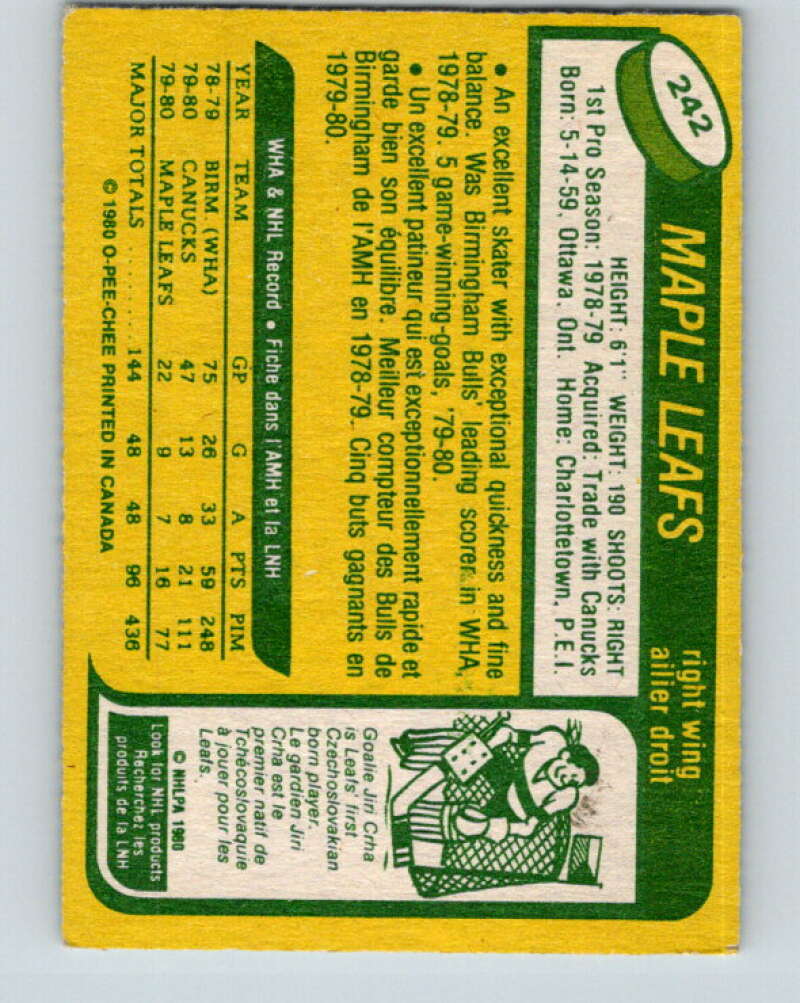 242
MAPLE LEAFS
right wing
ailier droit
HEIGHT: 6'1" WEIGHT: 190 SHOOTS: RIGHT
1st Pro Season: 1978-79 Acquired: Trade with Canucks
Born: 5-14-59, Ottawa, Ont. Home: Charlottetown, P.E.I.
• An excellent skater with exceptional quickness and fine
balance. Was Birmingham Bulls' leading scorer in WHA,
1978-79. 5 game-winning-goals, '79-80.
• Un excellent patineur qui est exceptionnellement rapide et
garde bien son équilibre. Meilleur compteur des Bulls de
Birmingham de l'AMH en 1978-79. Cinq buts gagnants en
1979-80.
WHA & NHL Record • Fiche dans l'AMH et la LNH
YEAR TEAM GP G A PTS PIM
78-79 BIRM. (WHA) 75 26 33 59 248
79-80 CANUCKS 47 13 8 21 111
79-80 MAPLE LEAFS 22 9 7 16 77
MAJOR TOTALS ......... 144 48 48 96 436
© 1980 O-PEE-CHEE PRINTED IN CANADA
Goalie Jiri Crha
is Leafs' first
Czechoslovakian
born player.
Le gardien Jiri
Crha est le
premier natif de
Tchécoslovaquie
à jouer pour les
Leafs.
© NHLPA 1980
Look for NHL products
Recherchez les
produits de la LNH